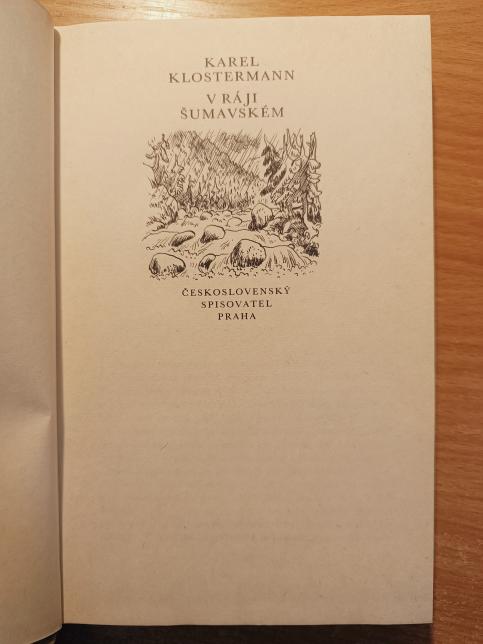 KAREL
KLOSTERMANN
V RÁJI
ŠUMAVSKÉM
ČESKOSLOVENSKÝ
SPISOVATEL
PRAHA